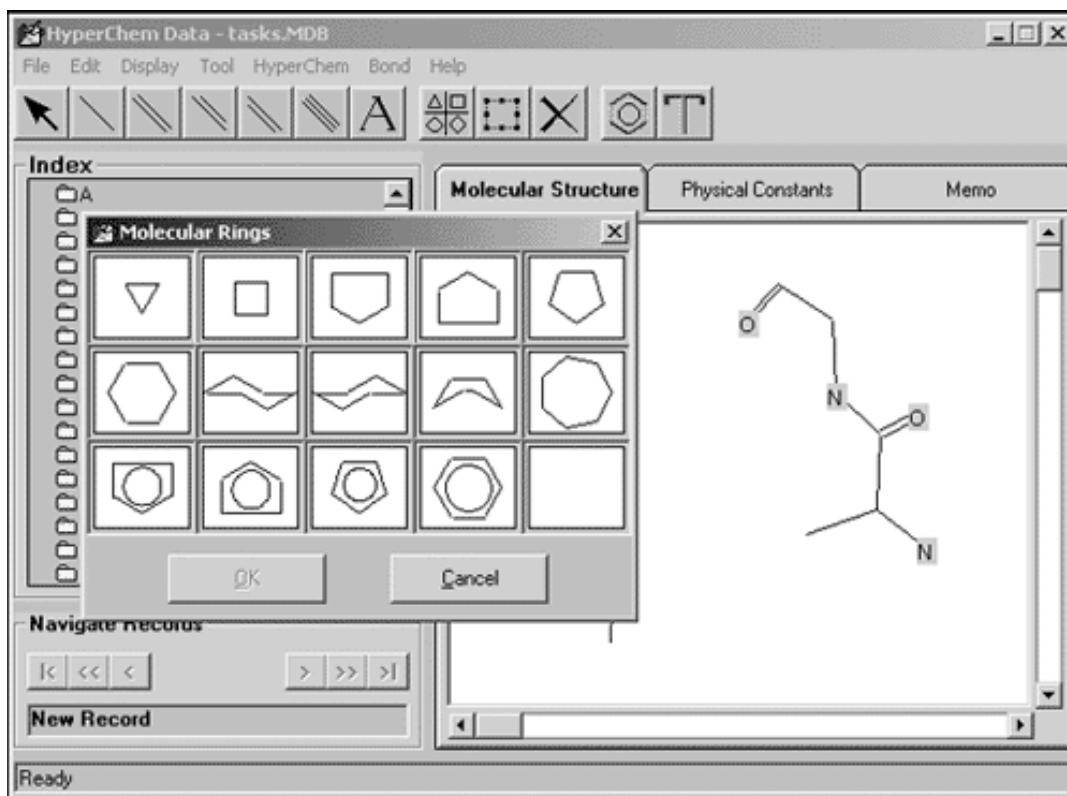 HyperChem Data - tasks.MDB
File Edit Display Tool HyperChem Bond Help
A
Index
A
Molecular Structure Physical Constants Memo
Molecular Rings
O
N
O
N
OK Cancel
Navigate Records
|< << < > >> >|
New Record
Ready